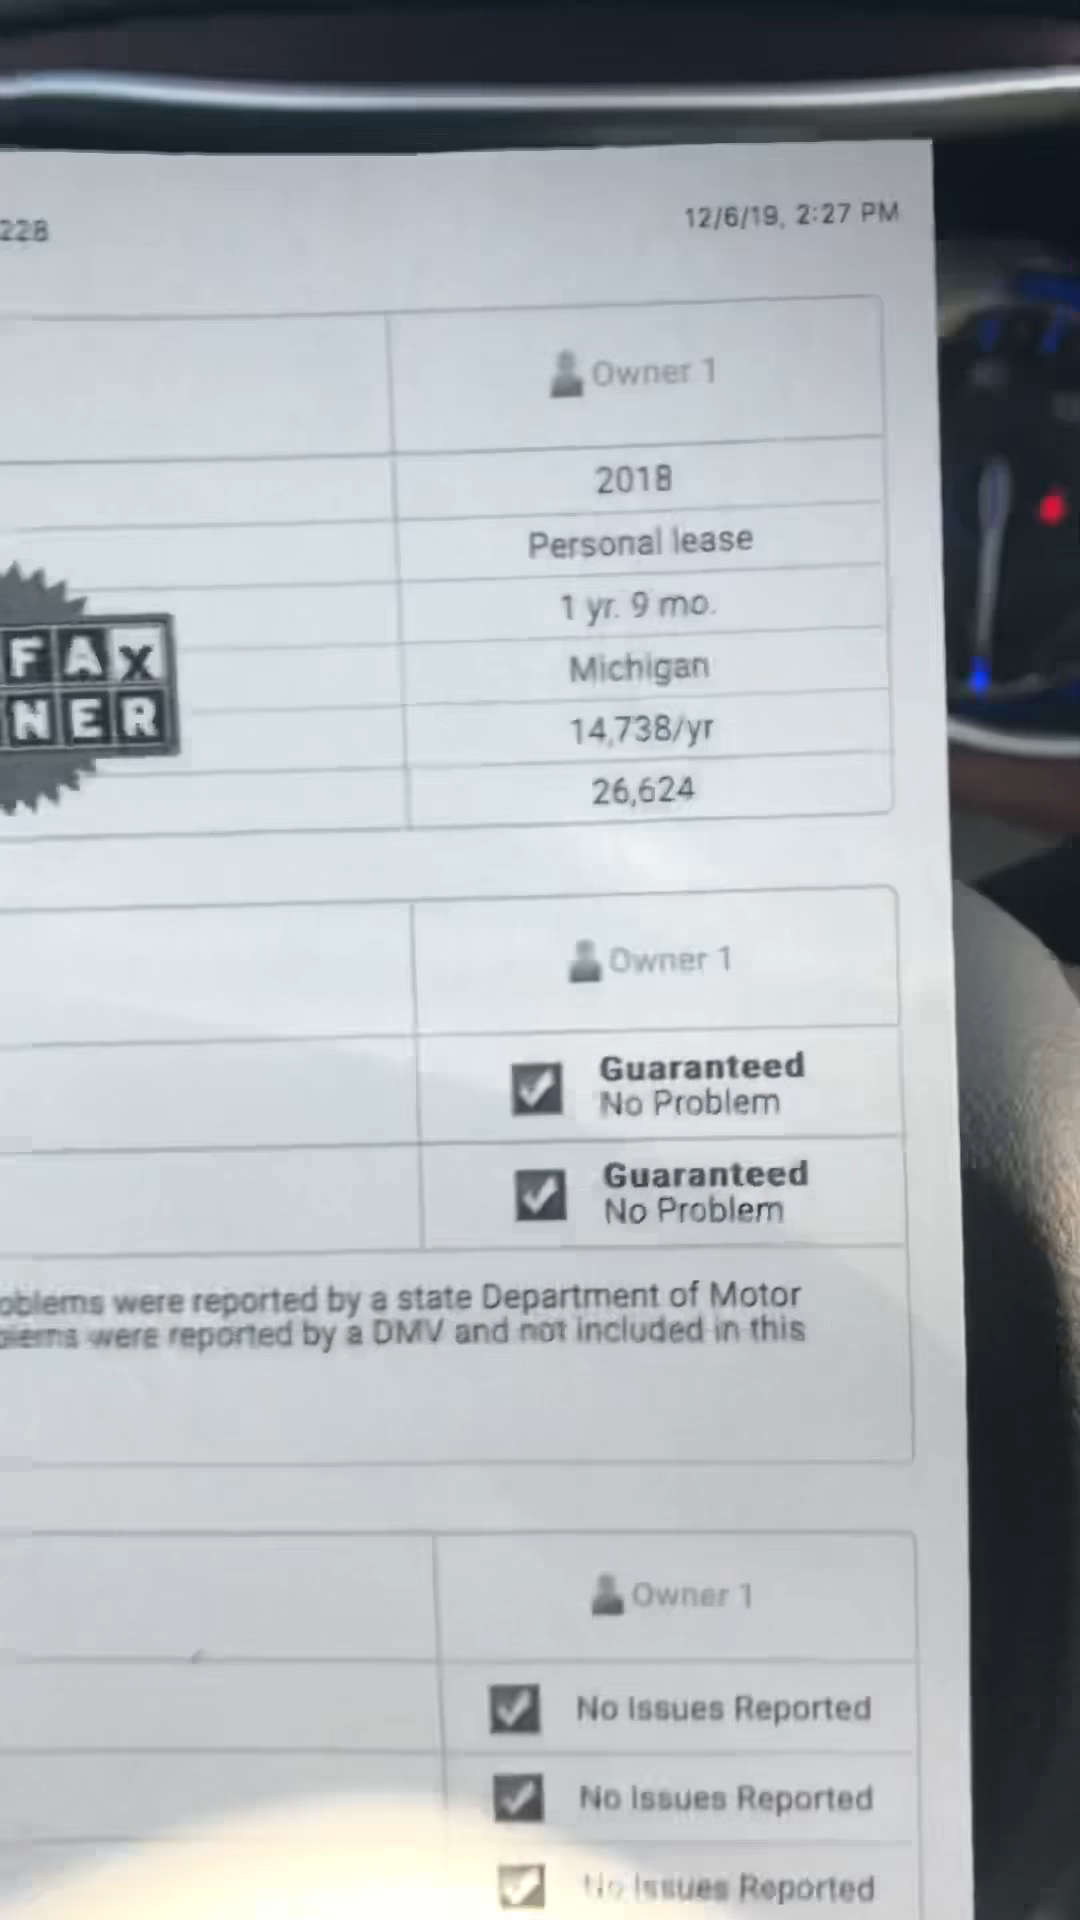 228
12/6/19, 2:27 PM
Owner 1
2018
Personal lease
1 yr. 9 mo.
FAX
Michigan
NER
14,738/yr
26,624
Owner 1
Guaranteed
No Problem
Guaranteed
No Problem
oblems were reported by a state Department of Motor
blems were reported by a DMV and not included in this
Owner 1
No Issues Reported
No Issues Reported
No Issues Reported